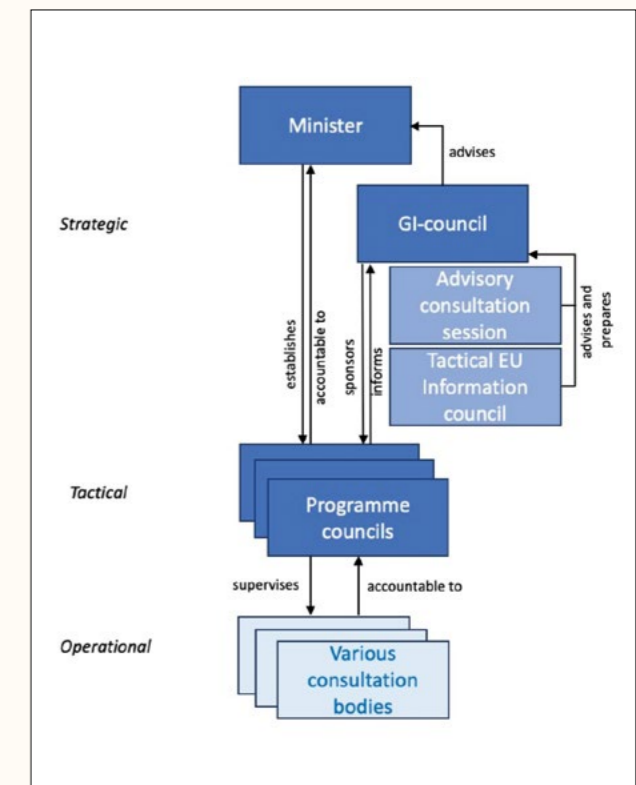 Minister
advises
Strategic
GI-council
Advisory
consultation
session
Tactical EU
Information
council
advises and
prepares
establishes
accountable to
sponsors
informs
Tactical
Programme
councils
supervises
accountable to
Operational
Various
consultation
bodies